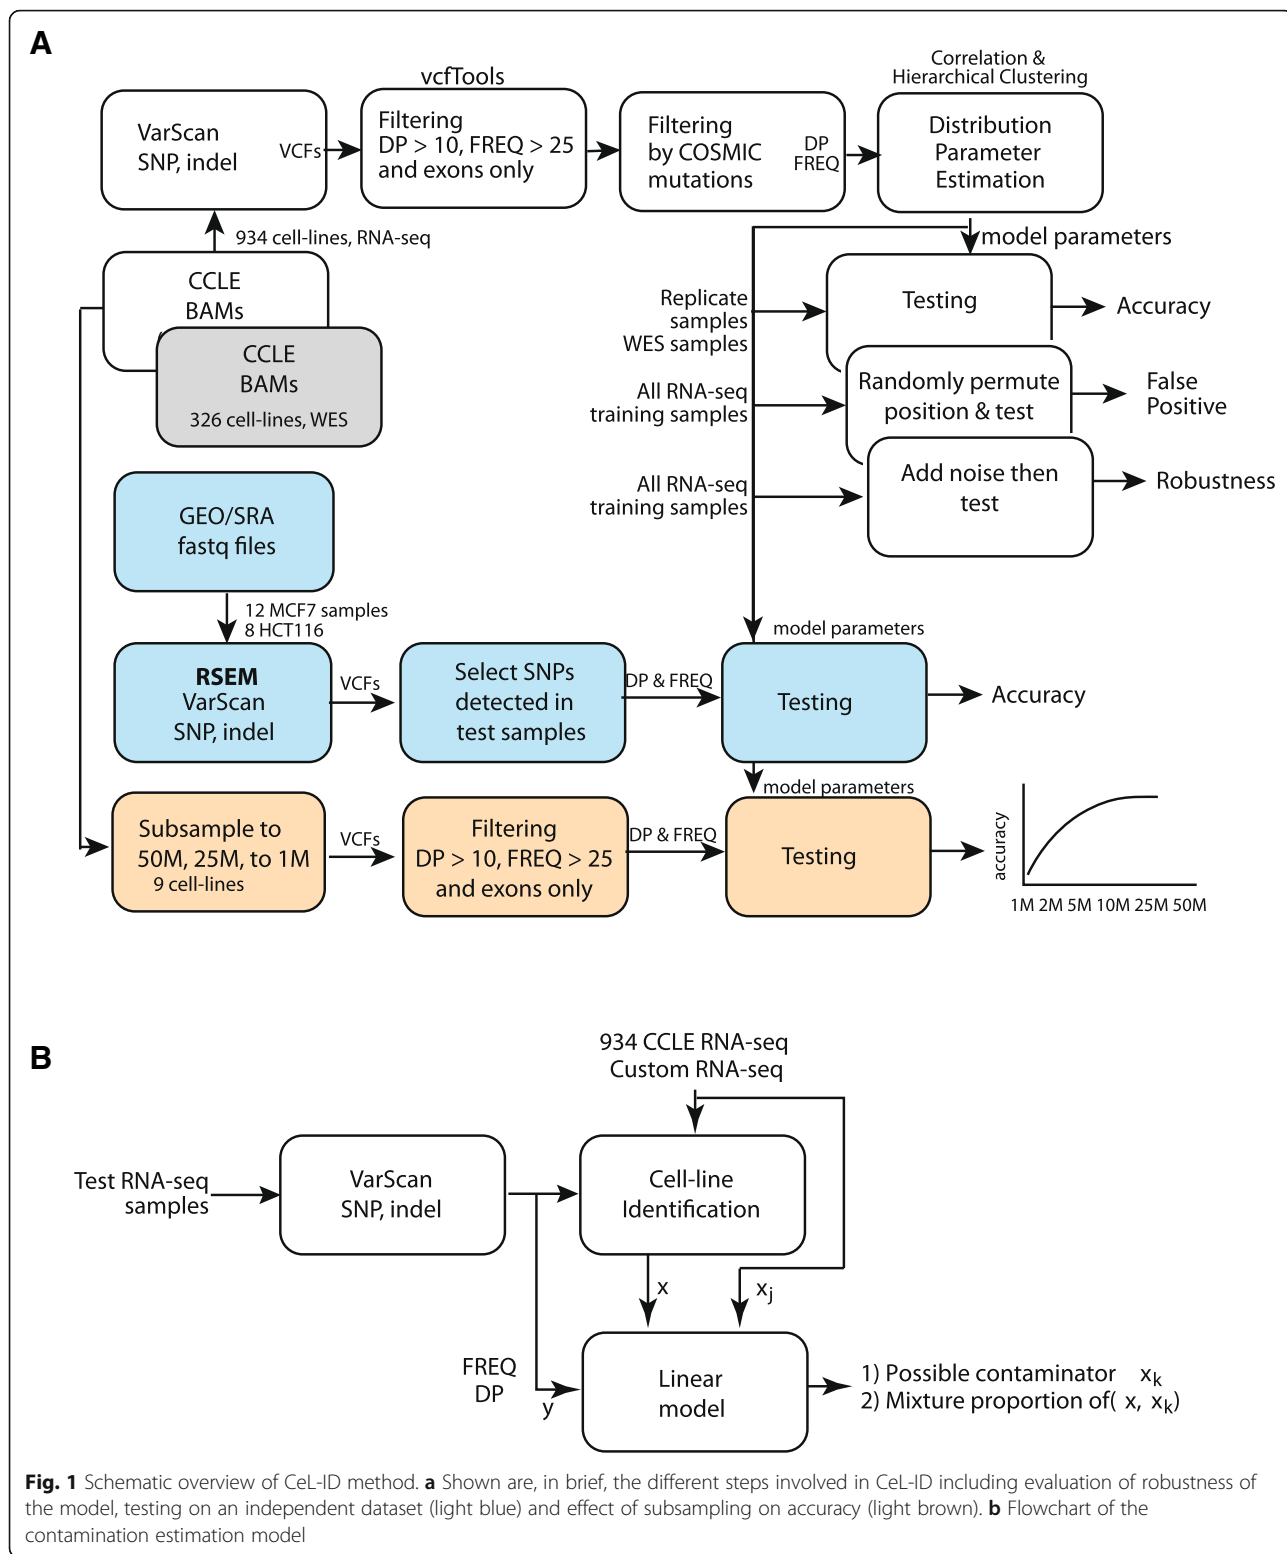 A
vcfTools
Correlation &
Hierarchical Clustering
VarScan
SNP, indel
VCFs
Filtering
DP > 10, FREQ > 25
and exons only
Filtering
by COSMIC
mutations
DP
FREQ
Distribution
Parameter
Estimation
934 cell-lines, RNA-seq
model parameters
CCLE
BAMs
CCLE
BAMs
326 cell-lines, WES
Replicate
samples
WES samples
Testing
Accuracy
All RNA-seq
training samples
Randomly permute
position & test
False
Positive
All RNA-seq
training samples
Add noise then
test
Robustness
GEO/SRA
fastq files
12 MCF7 samples
8 HCT116
model parameters
RSEM
VarScan
SNP, indel
VCFs
Select SNPs
detected in
test samples
DP & FREQ
Testing
Accuracy
model parameters
Subsample to
50M, 25M, to 1M
9 cell-lines
VCFs
Filtering
DP > 10, FREQ > 25
and exons only
DP & FREQ
Testing
accuracy
1M 2M 5M 10M 25M 50M
B
934 CCLE RNA-seq
Custom RNA-seq
Test RNA-seq
samples
VarScan
SNP, indel
Cell-line
Identification
x
xj
FREQ
DP
y
Linear
model
1) Possible contaminator xk
2) Mixture proportion of( x, xk)
Fig. 1 Schematic overview of CeL-ID method. a Shown are, in brief, the different steps involved in CeL-ID including evaluation of robustness of
the model, testing on an independent dataset (light blue) and effect of subsampling on accuracy (light brown). b Flowchart of the
contamination estimation model